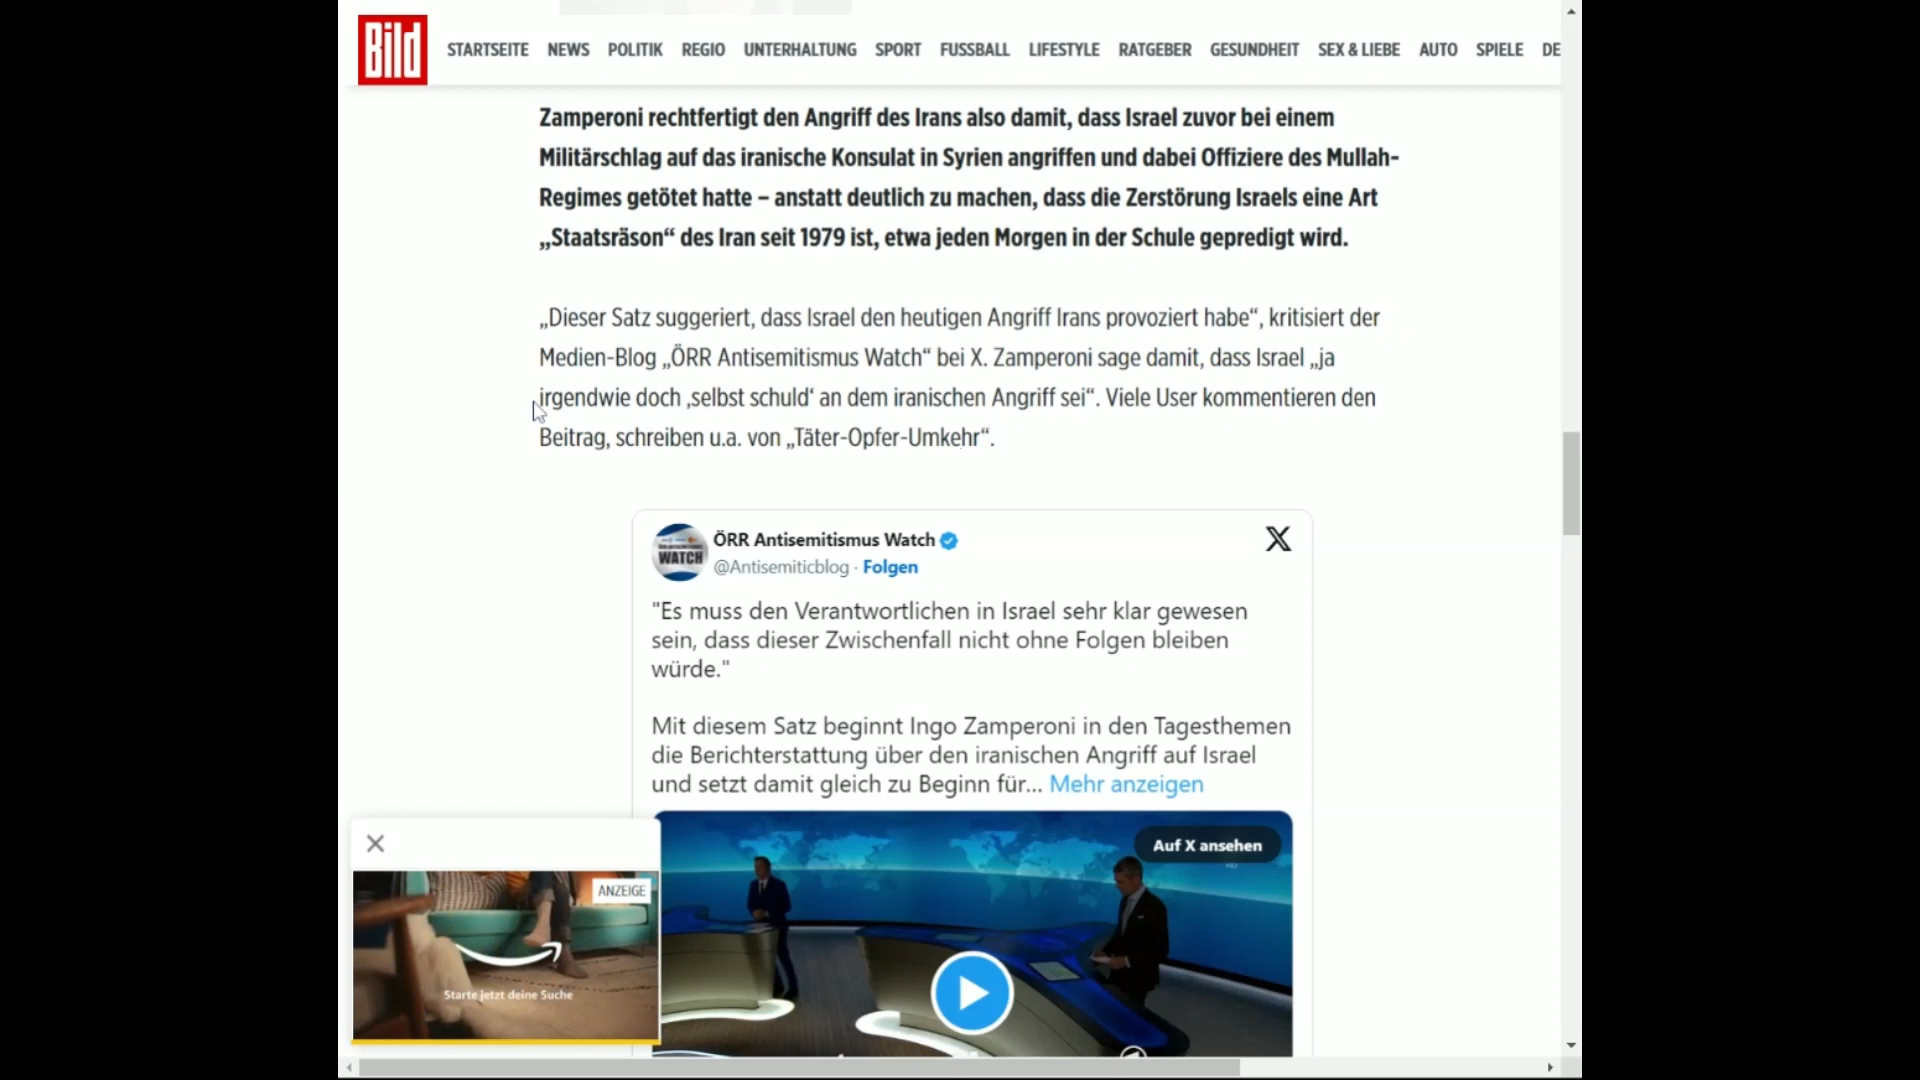 Bild
STARTSEITE NEWS POLITIK REGIO UNTERHALTUNG SPORT FUSSBALL LIFESTYLE RATGEBER GESUNDHEIT SEX & LIEBE AUTO SPIELE DE
Zamperoni rechtfertigt den Angriff des Irans also damit, dass Israel zuvor bei einem
Militärschlag auf das iranische Konsulat in Syrien angriffen und dabei Offiziere des Mullah-
Regimes getötet hatte – anstatt deutlich zu machen, dass die Zerstörung Israels eine Art
„Staatsräson“ des Iran seit 1979 ist, etwa jeden Morgen in der Schule gepredigt wird.
„Dieser Satz suggeriert, dass Israel den heutigen Angriff Irans provoziert habe“, kritisiert der
Medien-Blog „ÖRR Antisemitismus Watch“ bei X. Zamperoni sage damit, dass Israel „ja
irgendwie doch ‚selbst schuld‘ an dem iranischen Angriff sei“. Viele User kommentieren den
Beitrag, schreiben u.a. von „Täter-Opfer-Umkehr“.
WATCH
ÖRR Antisemitismus Watch
@Antisemiticblog · Folgen
"Es muss den Verantwortlichen in Israel sehr klar gewesen
sein, dass dieser Zwischenfall nicht ohne Folgen bleiben
würde."
Mit diesem Satz beginnt Ingo Zamperoni in den Tagesthemen
die Berichterstattung über den iranischen Angriff auf Israel
und setzt damit gleich zu Beginn für... Mehr anzeigen
Auf X ansehen
ANZEIGE
Starte jetzt deine Suche